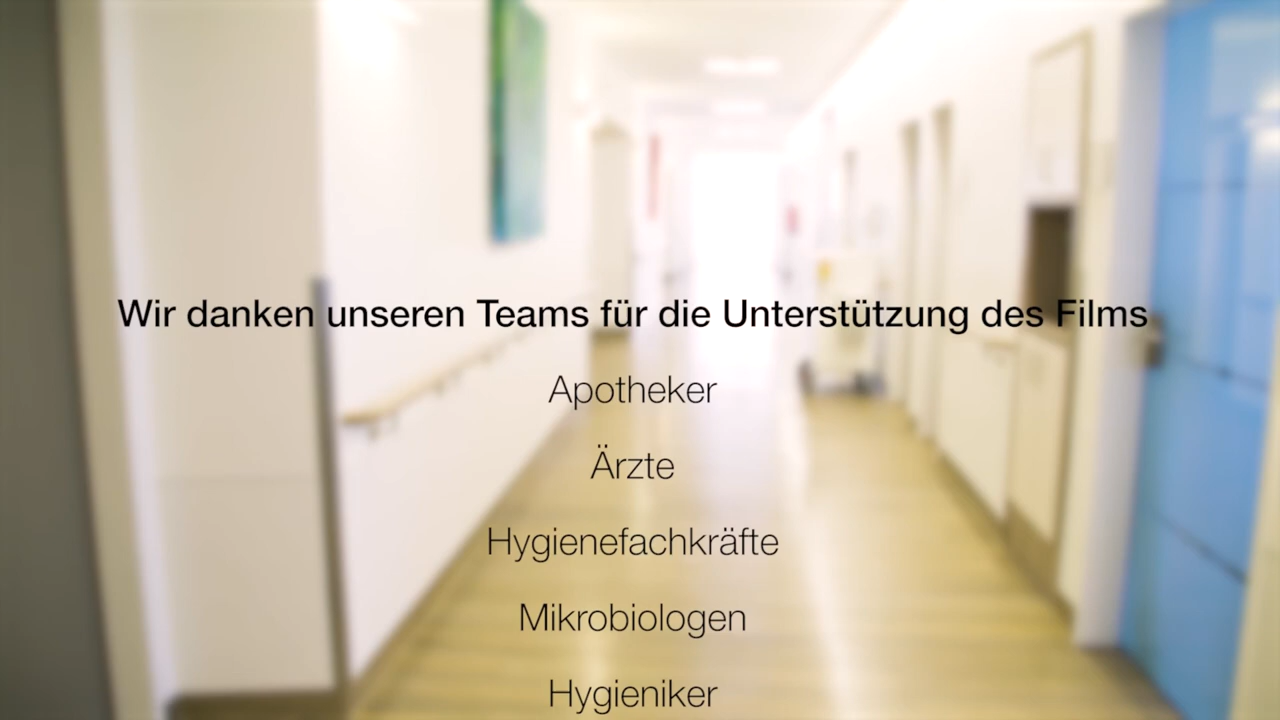 Wir danken unseren Teams für die Unterstützung des Films
Apotheker
Ärzte
Hygienefachkräfte
Mikrobiologen
Hygieniker